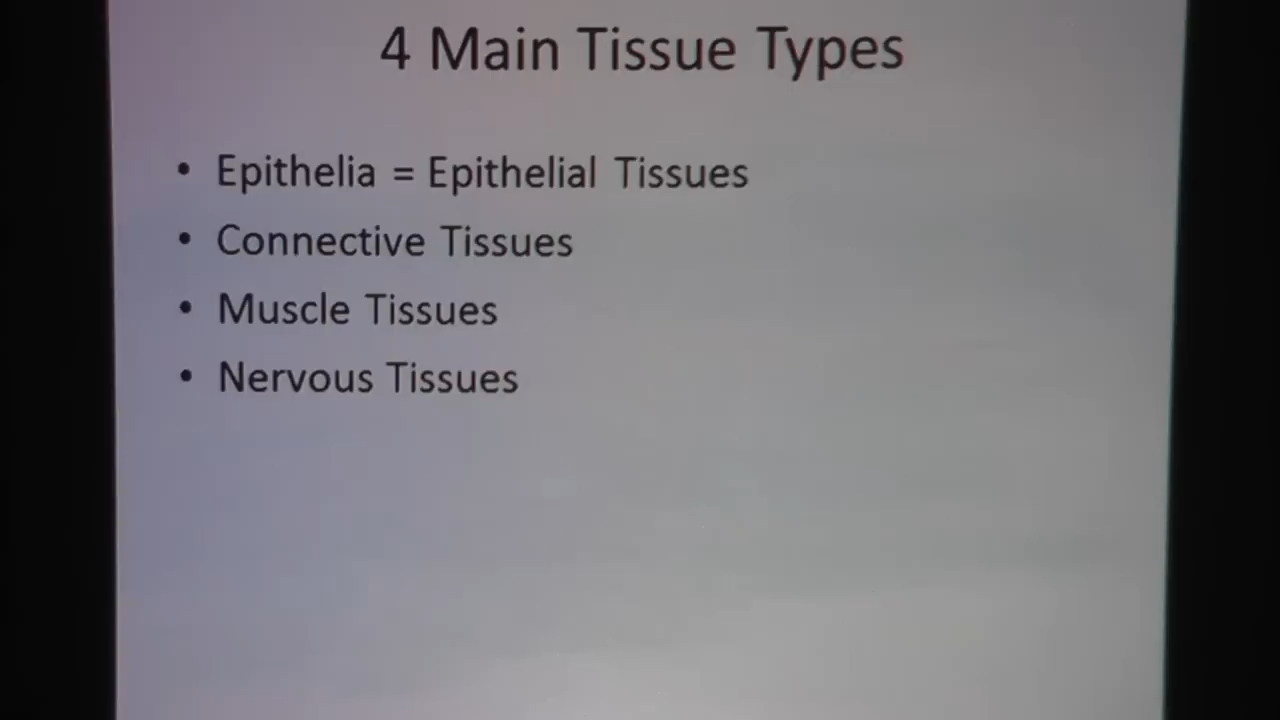 4 Main Tissue Types
• Epithelia = Epithelial Tissues
• Connective Tissues
• Muscle Tissues
• Nervous Tissues